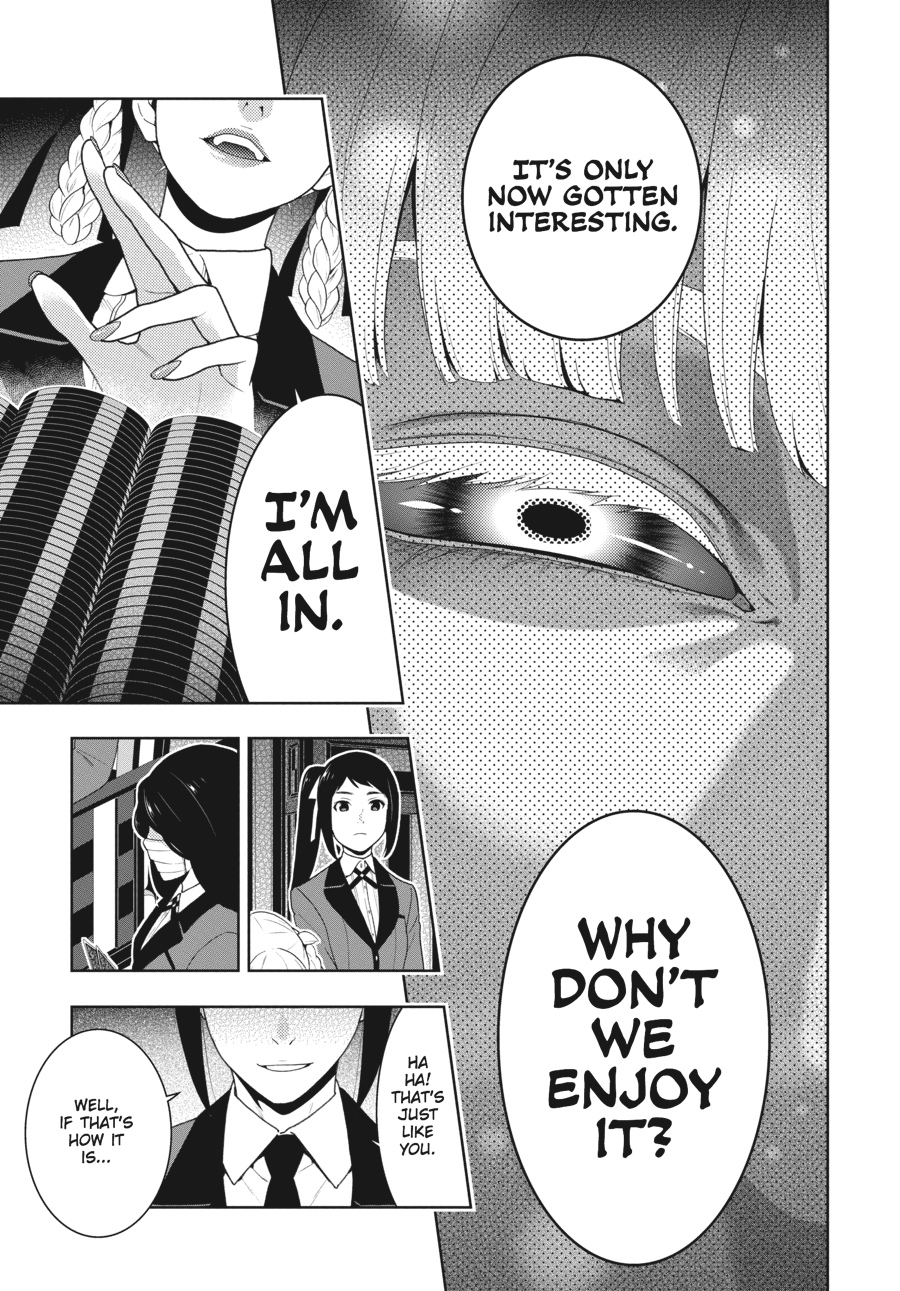 IT'S ONLY
NOW GOTTEN
INTERESTING.
WHY
DON'T
WE
ENJOY
IT?
I'M
ALL
IN.
HA
HA!
THAT'S
JUST
LIKE
YOU.
WELL,
IF THAT'S
HOW IT
IS...